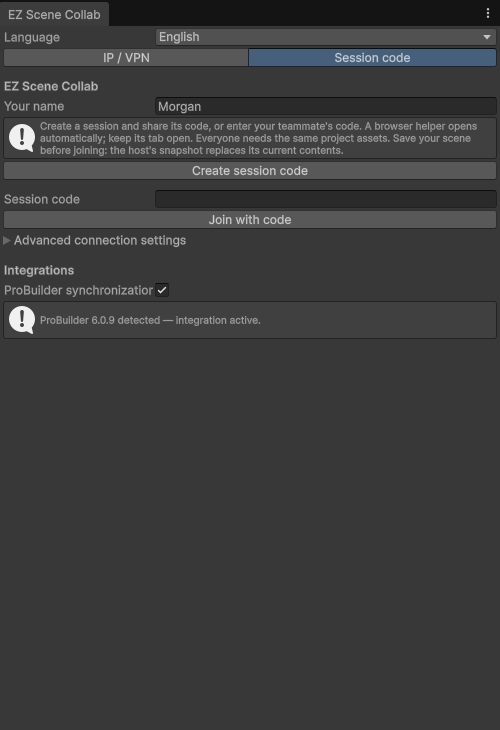 EZ Scene Collab
Language
English
IP / VPN
Session code
EZ Scene Collab
Your name
Morgan
Create a session and share its code, or enter your teammate's code. A browser helper opens
automatically; keep its tab open. Everyone needs the same project assets. Save your scene
before joining: the host's snapshot replaces its current contents.
Create session code
Session code
Join with code
Advanced connection settings
Integrations
ProBuilder synchronization
ProBuilder 6.0.9 detected — integration active.